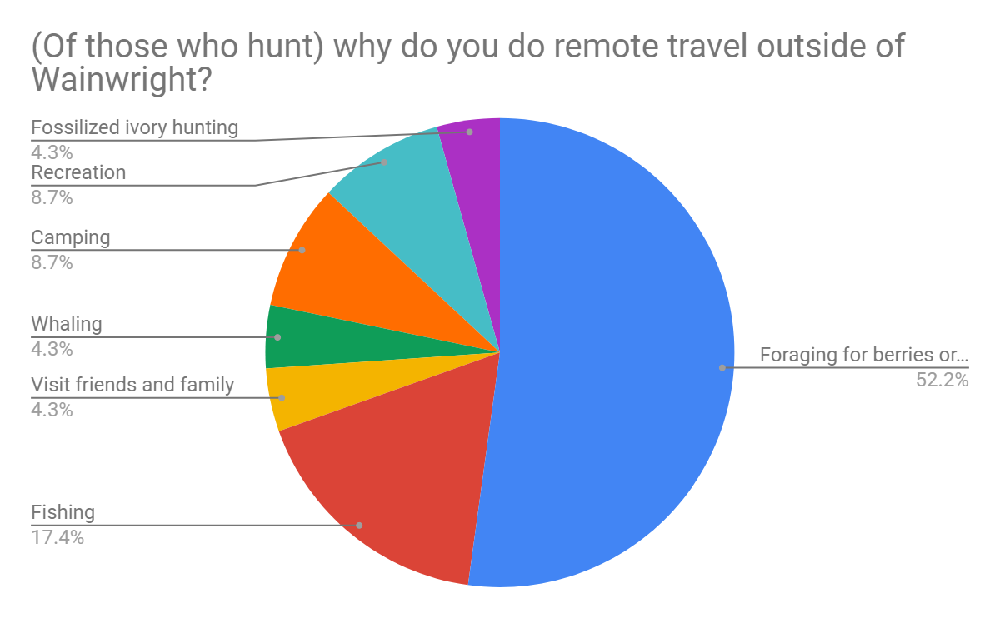 (Of those who hunt) why do you do remote travel outside of
Wainwright?
Fossilized ivory hunting
4.3%
Recreation
8.7%
Camping
8.7%
Whaling
4.3%
Visit friends and family
4.3%
Fishing
17.4%
Foraging for berries or…
52.2%